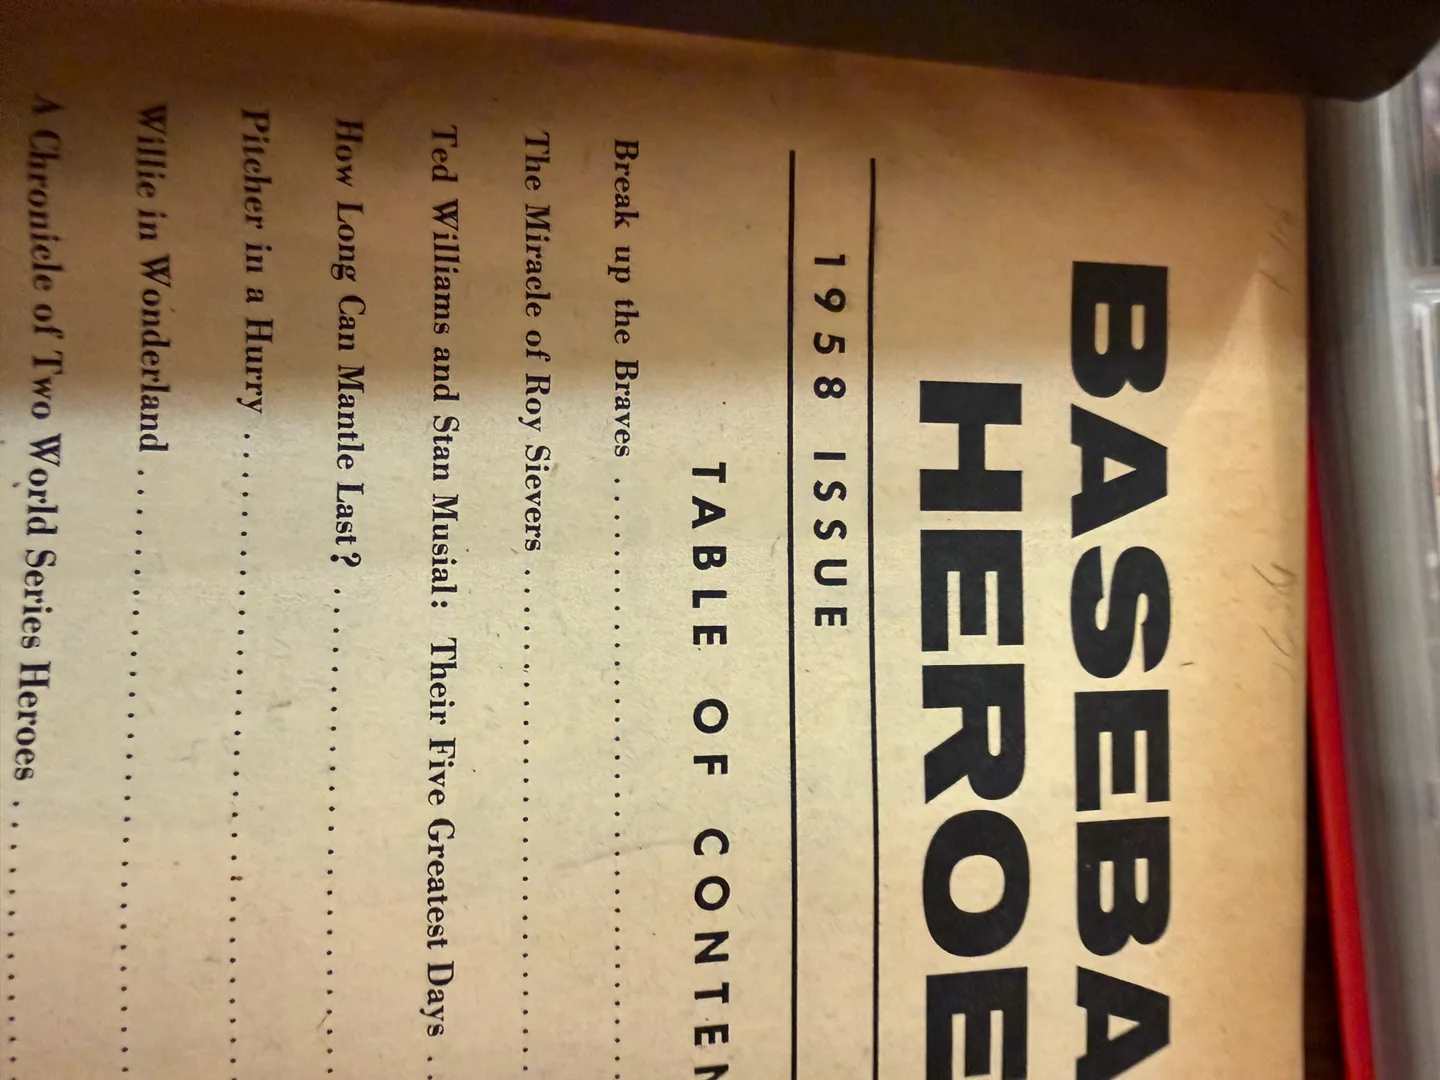 BASEBA
HEROE
1958 ISSUE
TABLE OF CONTEN
Break up the Braves
The Miracle of Roy Sievers
Ted Williams and Stan Musial: Their Five Greatest Days
How Long Can Mantle Last?
Pitcher in a Hurry
Willie in Wonderland
A Chronicle of Two World Series Heroes